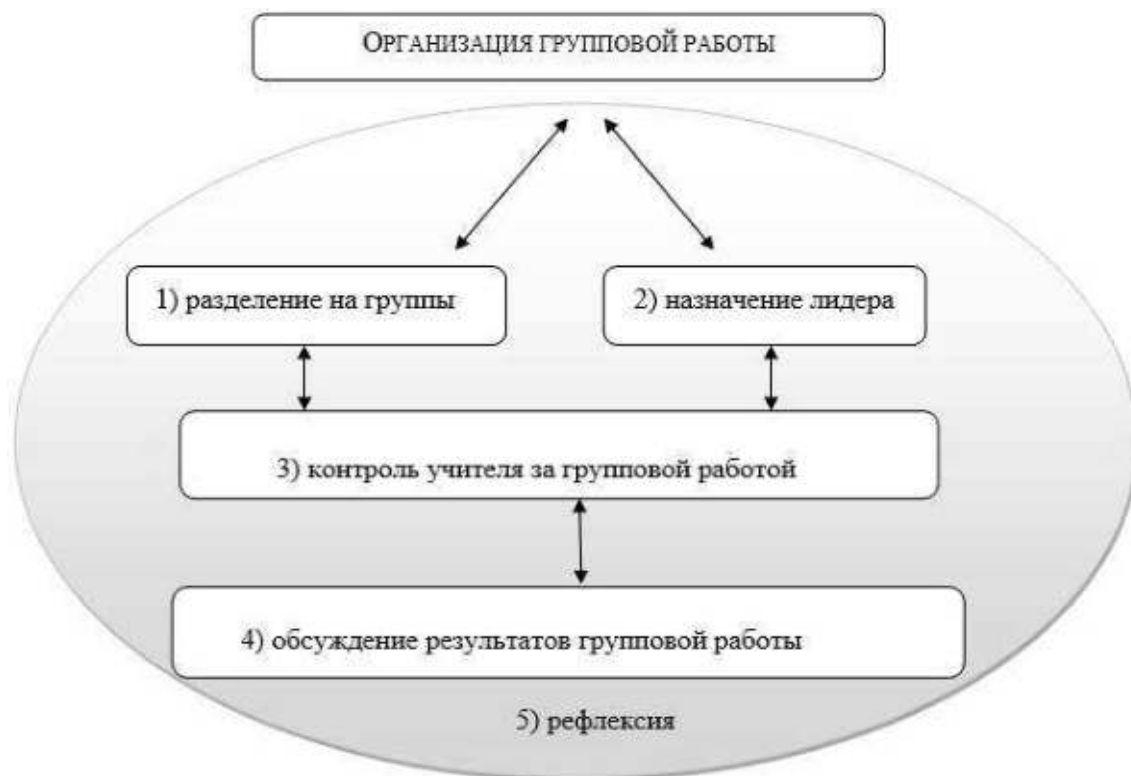 ОРГАНИЗАЦИЯ ГРУППОВОЙ РАБОТЫ
1) разделение на группы
2) назначение лидера
3) контроль учителя за групповой работой
4) обсуждение результатов групповой работы
5) рефлексия